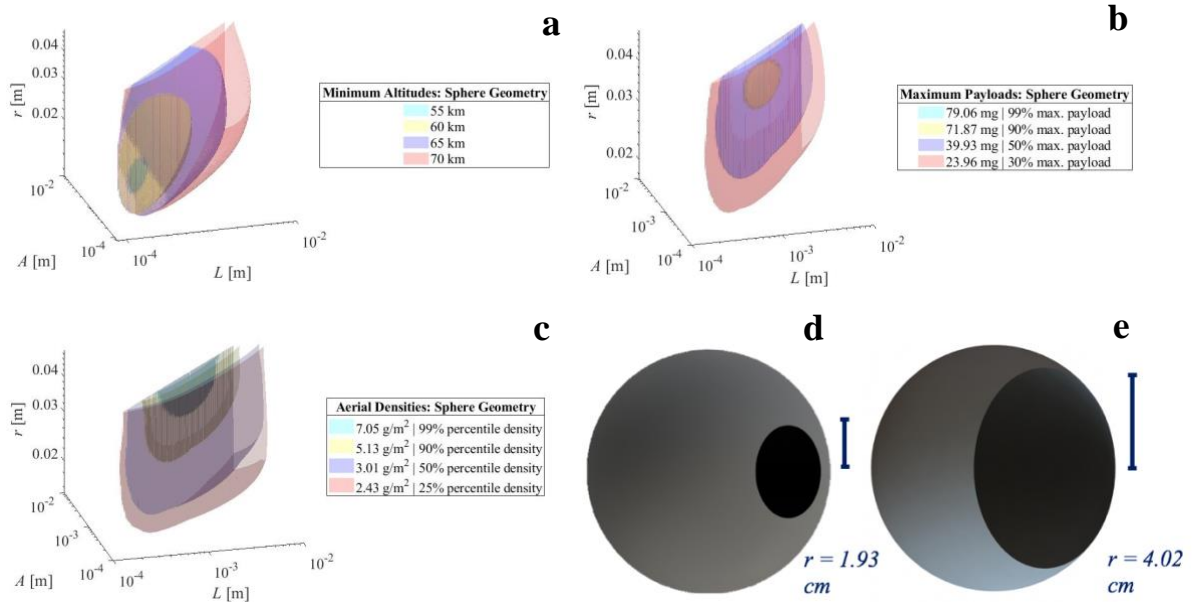 a
r [m]
0.04
0.03
0.02
10-2
10-4
A [m]
10-4
10-2
L [m]
Minimum Altitudes: Sphere Geometry
55 km
60 km
65 km
70 km
b
r [m]
0.04
0.03
0.02
10-2
10-3
10-4
A [m]
10-4
10-3
10-2
L [m]
Maximum Payloads: Sphere Geometry
79.06 mg | 99% max. payload
71.87 mg | 90% max. payload
39.93 mg | 50% max. payload
23.96 mg | 30% max. payload
c
r [m]
0.04
0.03
0.02
10-2
10-3
10-4
A [m]
10-4
10-3
10-2
L [m]
Aerial Densities: Sphere Geometry
7.05 g/m2 | 99% percentile density
5.13 g/m2 | 90% percentile density
3.01 g/m2 | 50% percentile density
2.43 g/m2 | 25% percentile density
d
r = 1.93
cm
e
r = 4.02
cm